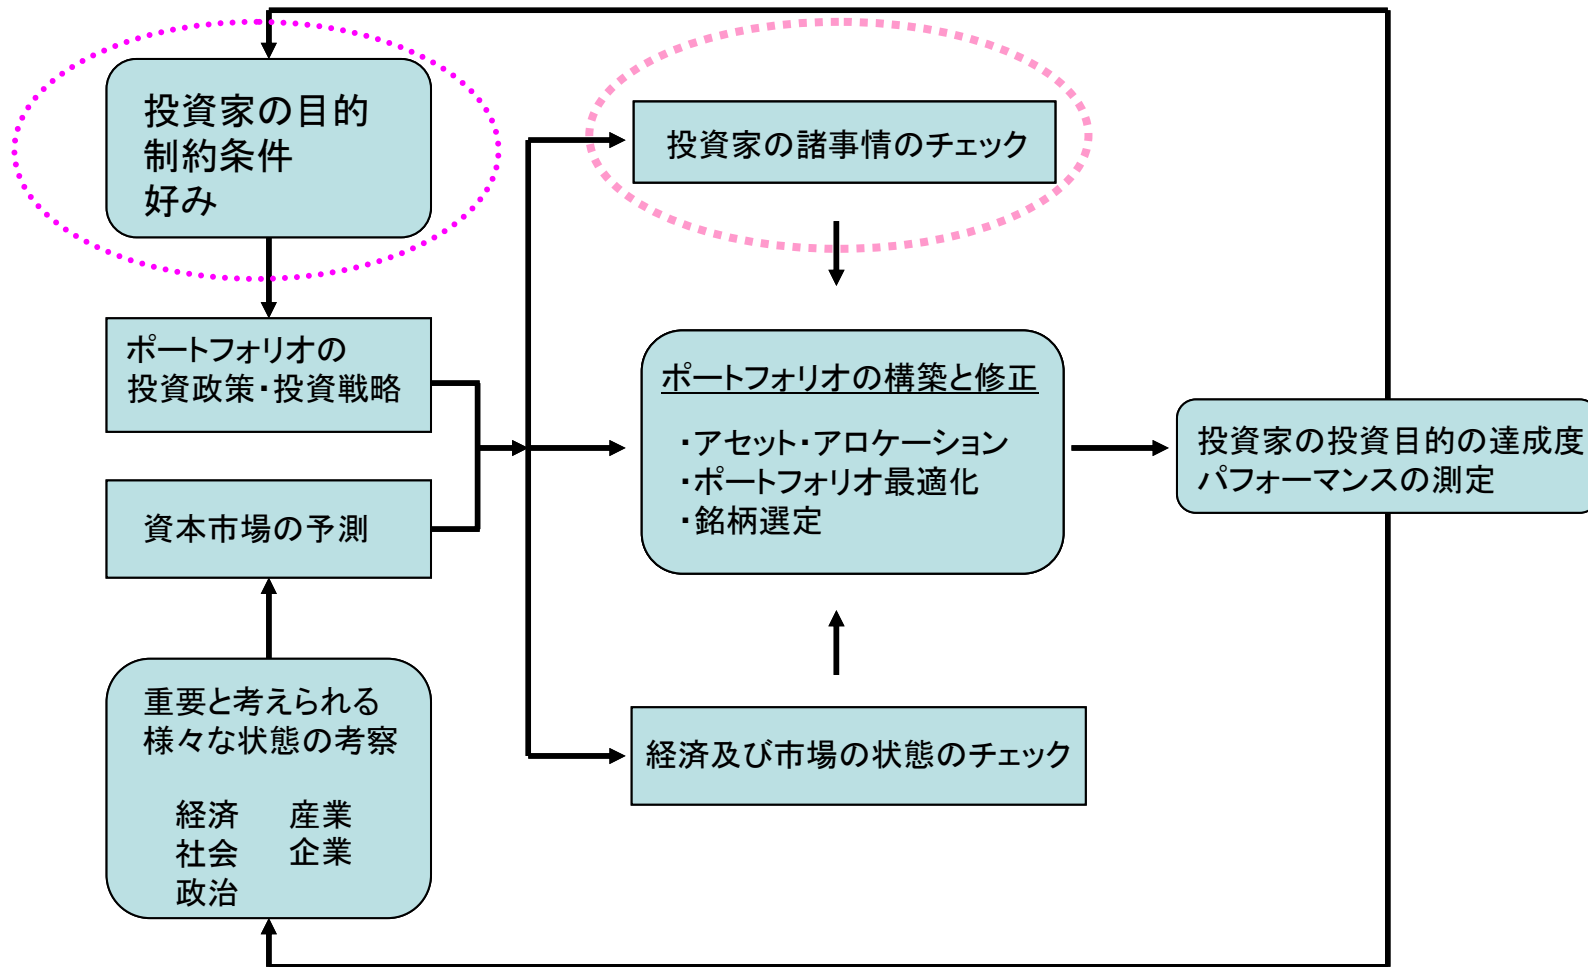 投資家の目的
制約条件
好み
投資家の諸事情のチェック
ポートフォリオの
投資政策・投資戦略
資本市場の予測
ポートフォリオの構築と修正
・アセット・アロケーション
・ポートフォリオ最適化
・銘柄選定
投資家の投資目的の達成度
パフォーマンスの測定
重要と考えられる
様々な状態の考察
経済 産業
社会 企業
政治
経済及び市場の状態のチェック